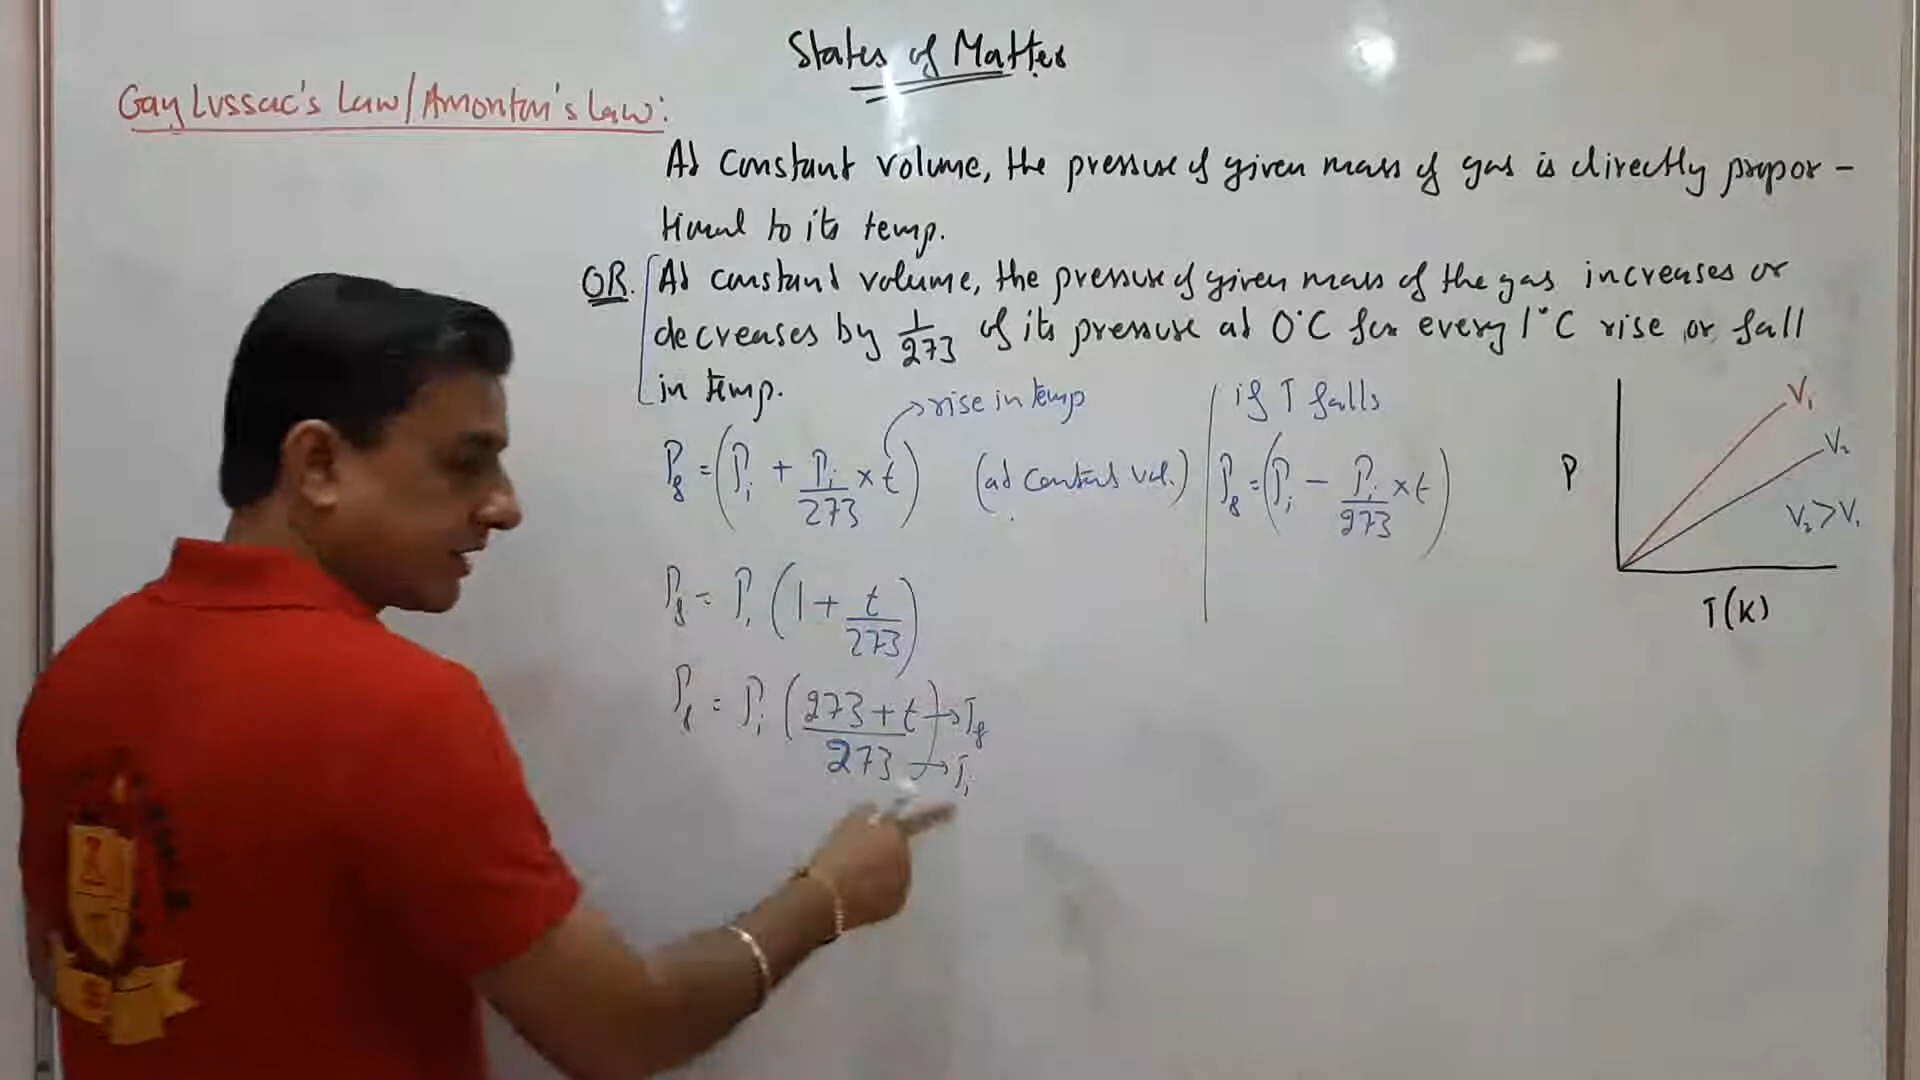 States of Matter
Gay Lussac's Law/Amonton's Law:
At constant volume, the pressure of given mass of gas is directly propor-
tional to its temp.
OR. At constant volume, the pressure of given mass of the gas increases or
decreases by 1/273 of its pressure at 0°C for every 1°C rise or fall
in temp.
rise in temp
if T falls
P_f = (P_i + P_i/273 × t) (at constant vol.)
P_f = (P_i − P_i/273 × t)
P_f = P_i (1 + t/273)
P_f = P_i (273 + t / 273) → T_f
→ T_i
V₁
V₂
P
V₂ > V₁
T(K)